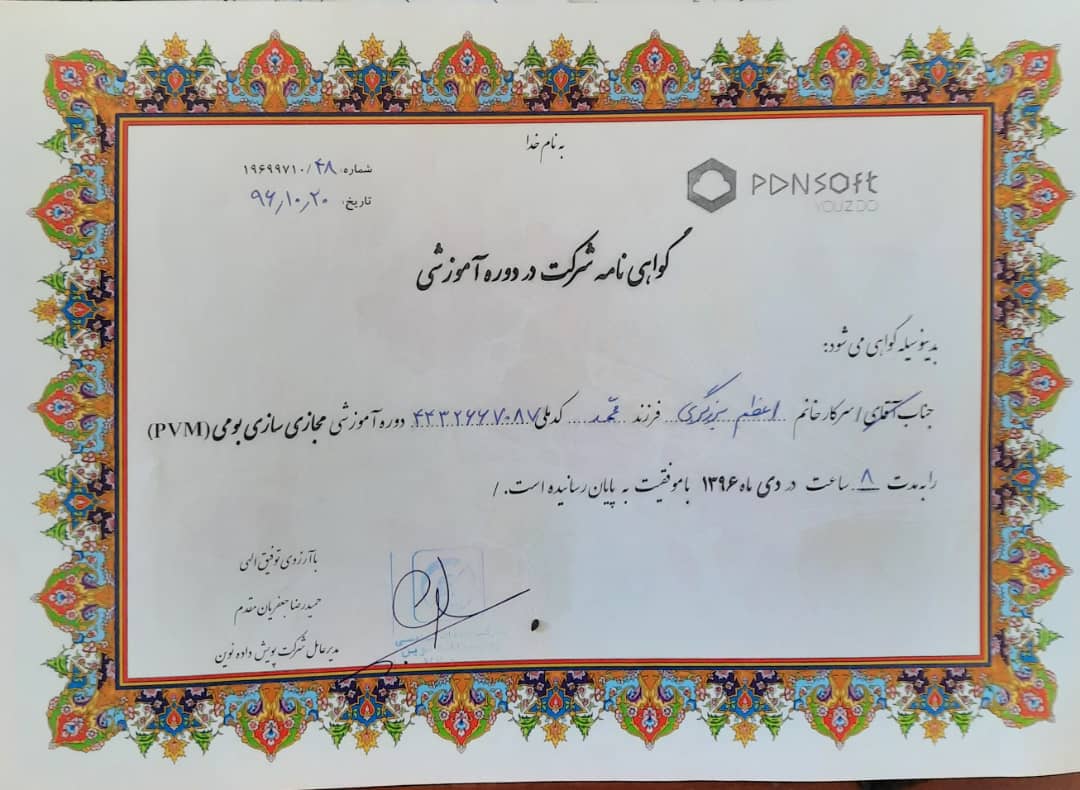 به نام خدا
PDNSoft
YOUZDO
شماره: ۱۹۶۹۹۷۱۰/۴۸
تاریخ: ۹۶/۱۰/۲۰
گواهی نامه شرکت در دوره آموزشی
بدینوسیله گواهی می شود:
جناب آقای / سرکار خانم اعظم بزرگری فرزند محمد کدملی ۴۴۳۲۶۶۷۰۸۷ دوره آموزشی مجازی سازی بومی (PVM)
را به مدت ۸ ساعت در دی ماه ۱۳۹۶ با موفقیت به پایان رسانیده است. /
با آرزوی توفیق الهی
حمیدرضا جعفریان مقدم
مدیرعامل شرکت پویش داده نوین